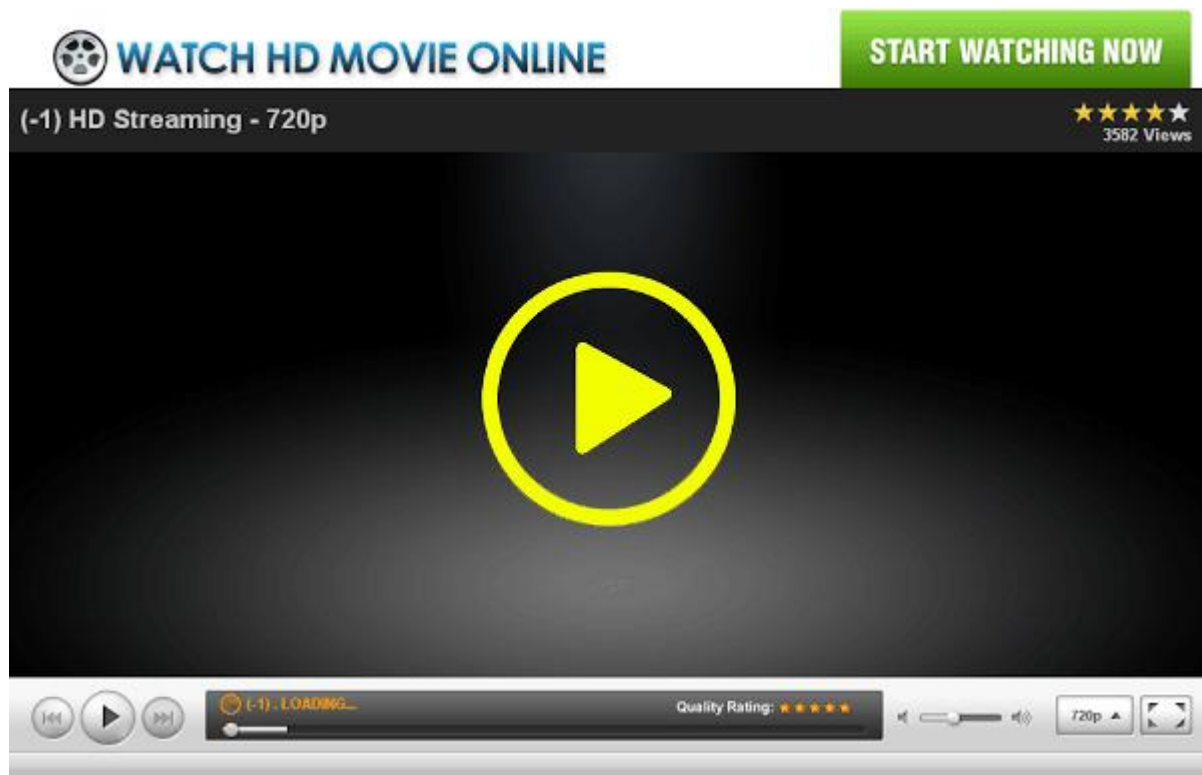 WATCH HD MOVIE ONLINE
START WATCHING NOW
(-1) HD Streaming - 720p
3582 Views
(-1) : LOADING...
Quality Rating:
720p